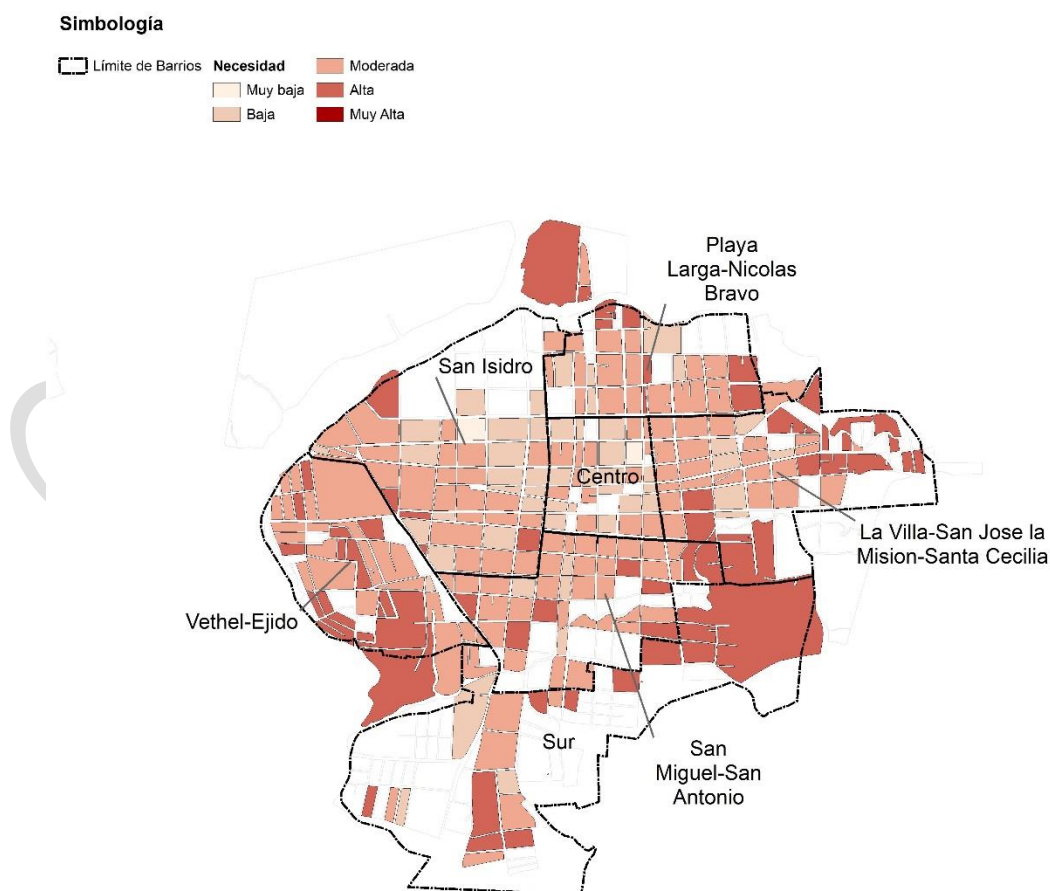 Simbología
Límite de Barrios
Necesidad
Muy baja
Baja
Moderada
Alta
Muy Alta
Playa
Larga-Nicolas
Bravo
San Isidro
Centro
La Villa-San Jose la
Mision-Santa Cecilia
Vethel-Ejido
Sur
San
Miguel-San
Antonio